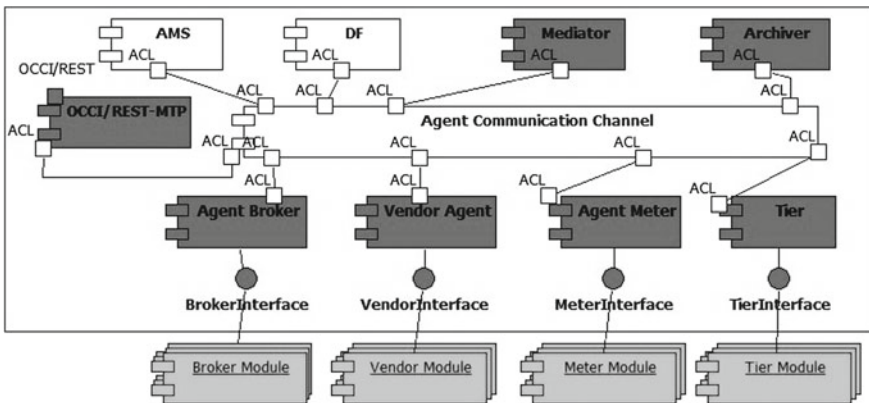 AMS
DF
Mediator
Archiver
ACL
ACL
ACL
ACL
OCCI/REST
ACL
ACL
ACL
ACL
OCCI/REST-MTP
Agent Communication Channel
ACL
ACL
ACL
ACL
ACL
ACL
ACL
ACL
Agent Broker
Vendor Agent
Agent Meter
Tier
BrokerInterface
VendorInterface
MeterInterface
TierInterface
Broker Module
Vendor Module
Meter Module
Tier Module